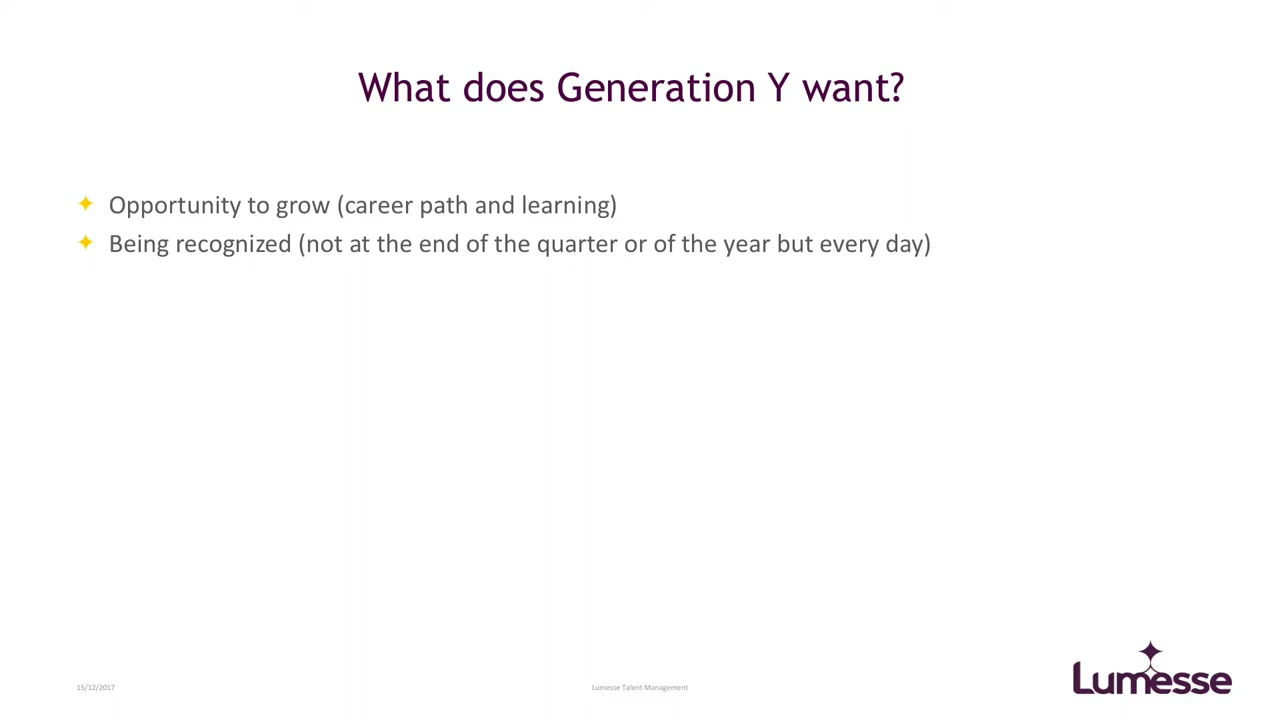 What does Generation Y want?
Opportunity to grow (career path and learning)
Being recognized (not at the end of the quarter or of the year but every day)
15/12/2017
Lumesse Talent Management
Lumesse